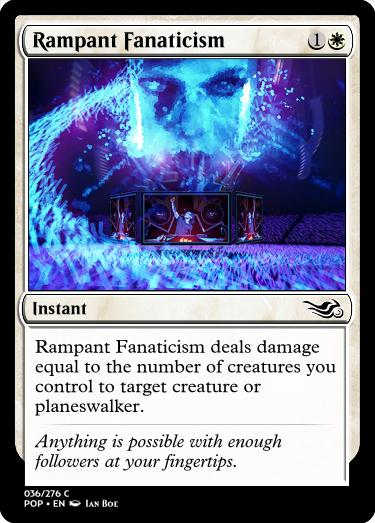 Rampant Fanaticism 1
Instant
Rampant Fanaticism deals damage
equal to the number of creatures you
control to target creature or
planeswalker.
Anything is possible with enough
followers at your fingertips.
036/276 C
POP • EN Ian Boe